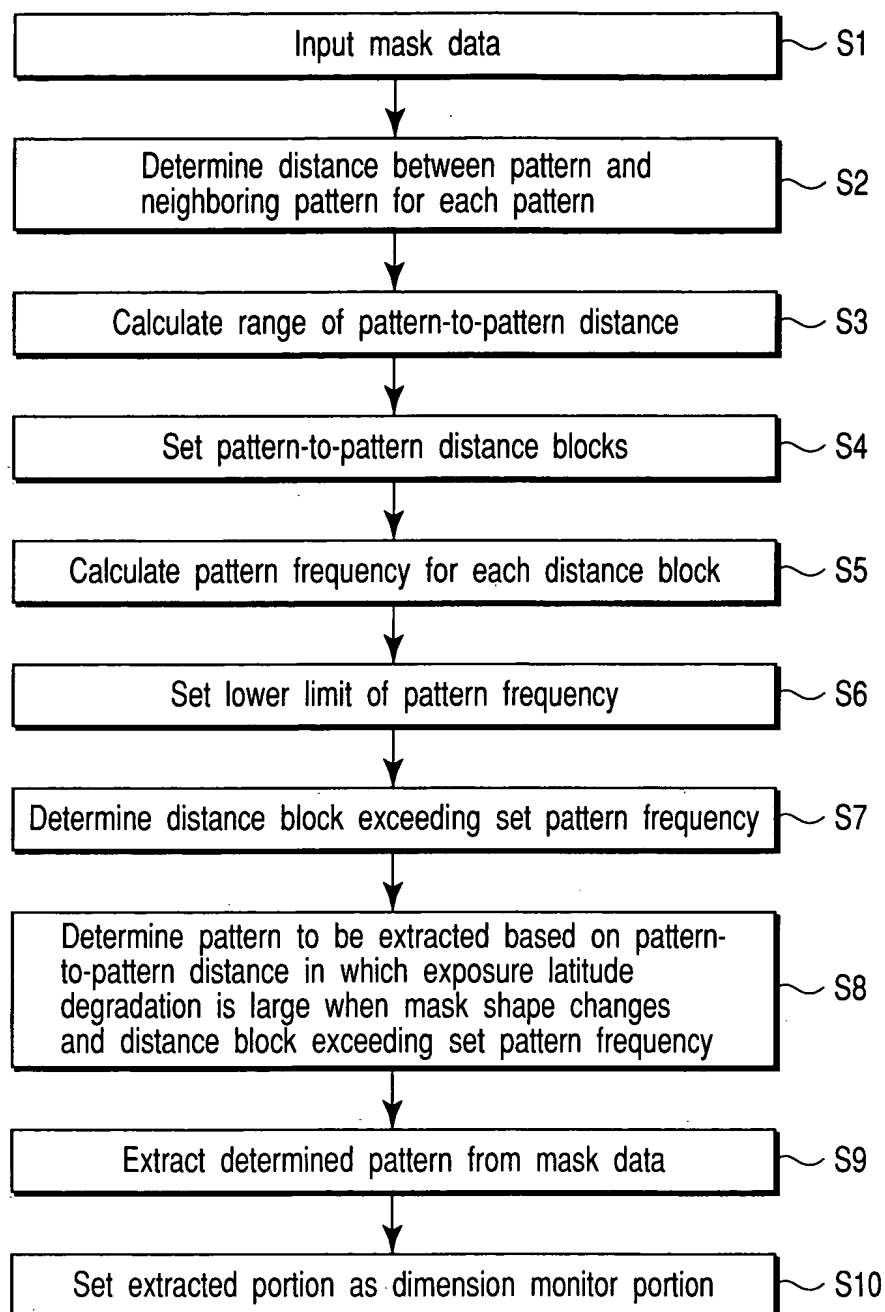 Input mask data
S1
Determine distance between pattern and
neighboring pattern for each pattern
S2
Calculate range of pattern-to-pattern distance
S3
Set pattern-to-pattern distance blocks
S4
Calculate pattern frequency for each distance block
S5
Set lower limit of pattern frequency
S6
Determine distance block exceeding set pattern frequency
S7
Determine pattern to be extracted based on pattern-
to-pattern distance in which exposure latitude
degradation is large when mask shape changes
and distance block exceeding set pattern frequency
S8
Extract determined pattern from mask data
S9
Set extracted portion as dimension monitor portion
S10